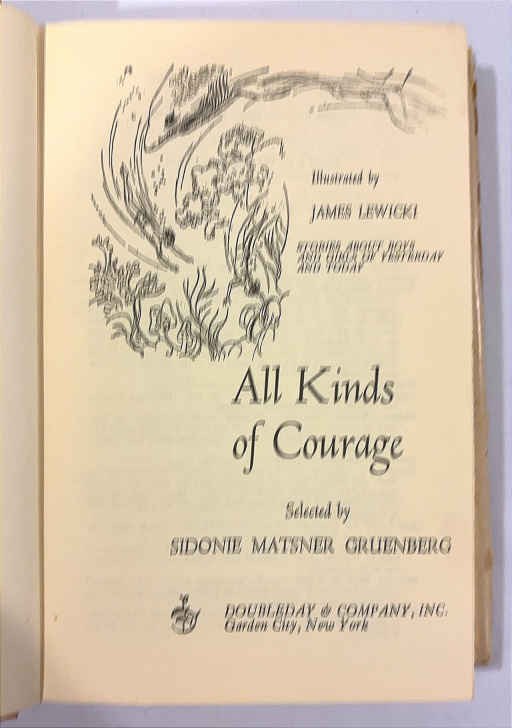 Illustrated by
JAMES LEWICKI
STORIES ABOUT BOYS
AND GIRLS OF YESTERDAY
AND TODAY
All Kinds
of Courage
Selected by
SIDONIE MATSNER GRUENBERG
DOUBLEDAY & COMPANY, INC.
Garden City, New York